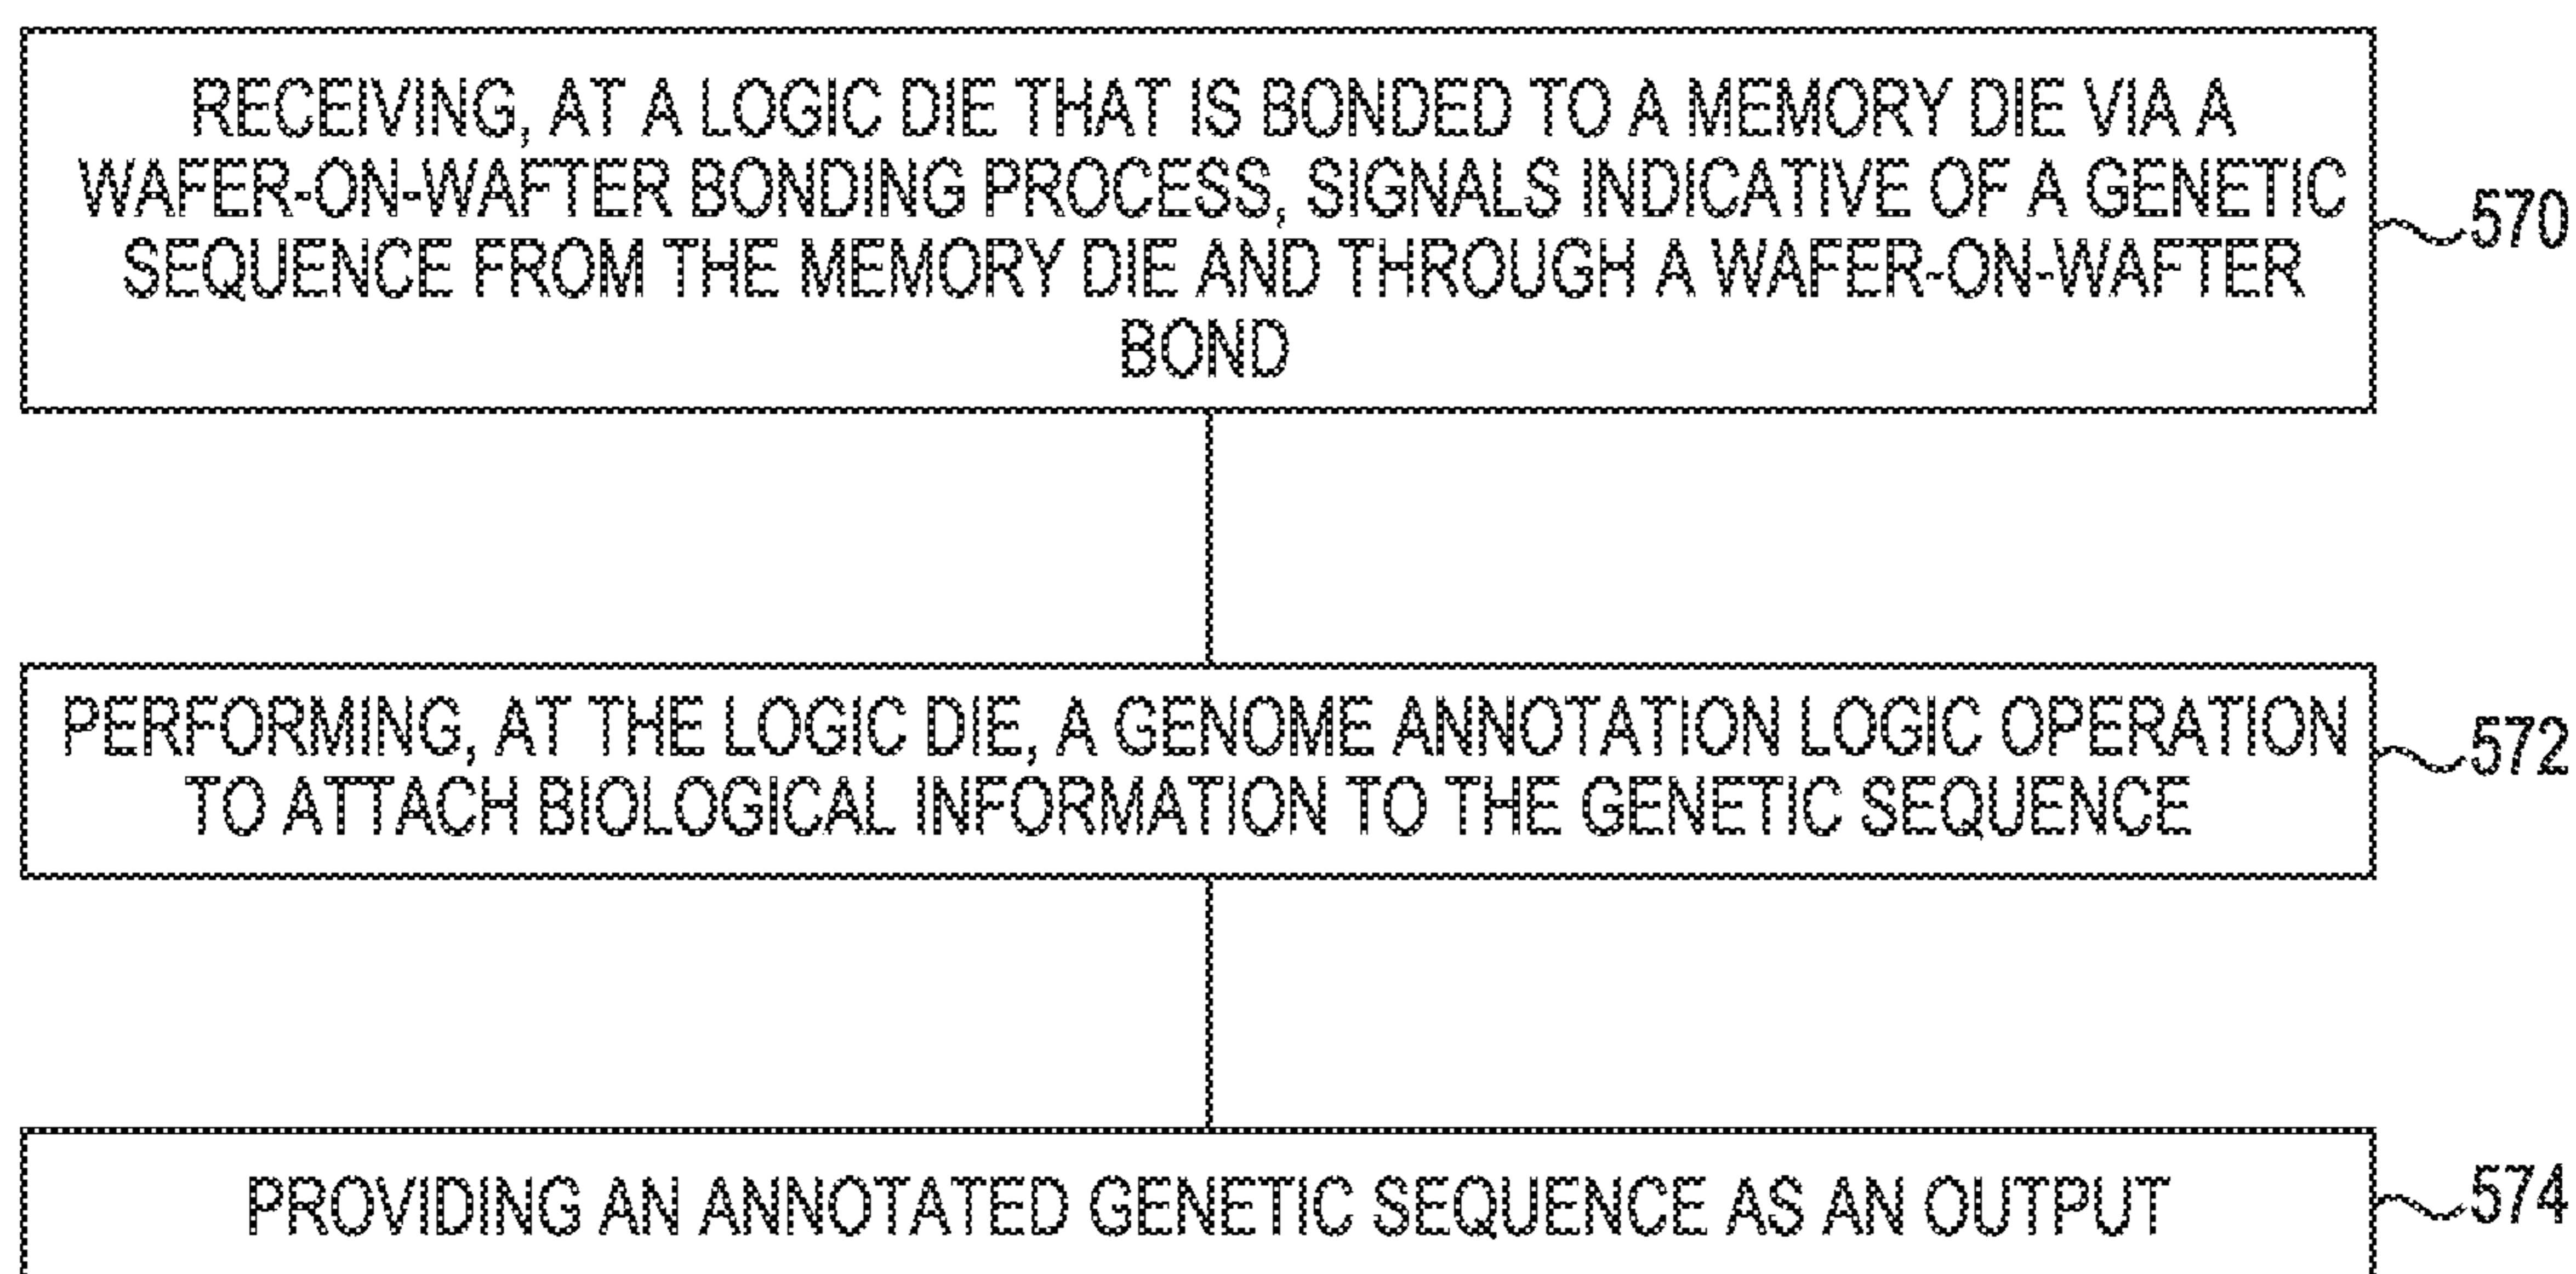 RECEIVING, AT A LOGIC DIE THAT IS BONDED TO A MEMORY DIE VIA A
WAFER-ON-WAFTER BONDING PROCESS, SIGNALS INDICATIVE OF A GENETIC
SEQUENCE FROM THE MEMORY DIE AND THROUGH A WAFER-ON-WAFTER
BOND
570
PERFORMING, AT THE LOGIC DIE, A GENOME ANNOTATION LOGIC OPERATION
TO ATTACH BIOLOGICAL INFORMATION TO THE GENETIC SEQUENCE
572
PROVIDING AN ANNOTATED GENETIC SEQUENCE AS AN OUTPUT
574